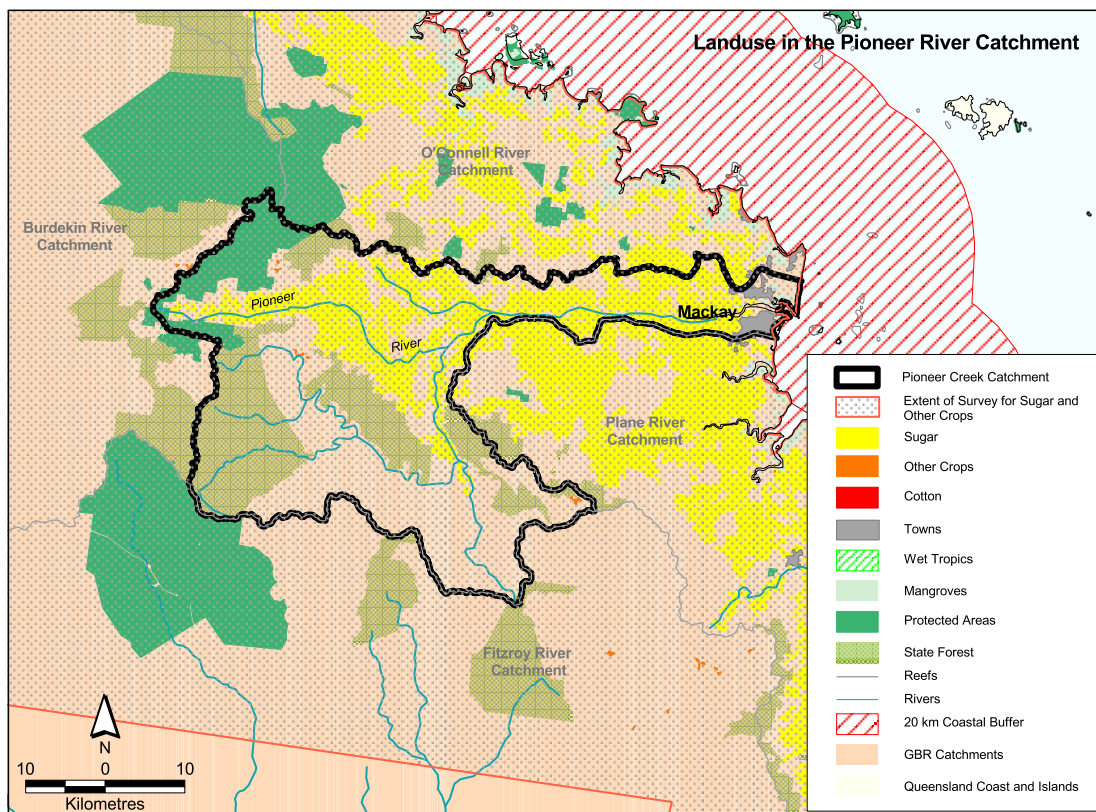 Landuse in the Pioneer River Catchment
O'Connell River
Catchment
Burdekin River
Catchment
Pioneer
River
Mackay
Plane River
Catchment
Fitzroy River
Catchment
N
10 0 10
Kilometres
Pioneer Creek Catchment
Extent of Survey for Sugar and
Other Crops
Sugar
Other Crops
Cotton
Towns
Wet Tropics
Mangroves
Protected Areas
State Forest
Reefs
Rivers
20 km Coastal Buffer
GBR Catchments
Queensland Coast and Islands